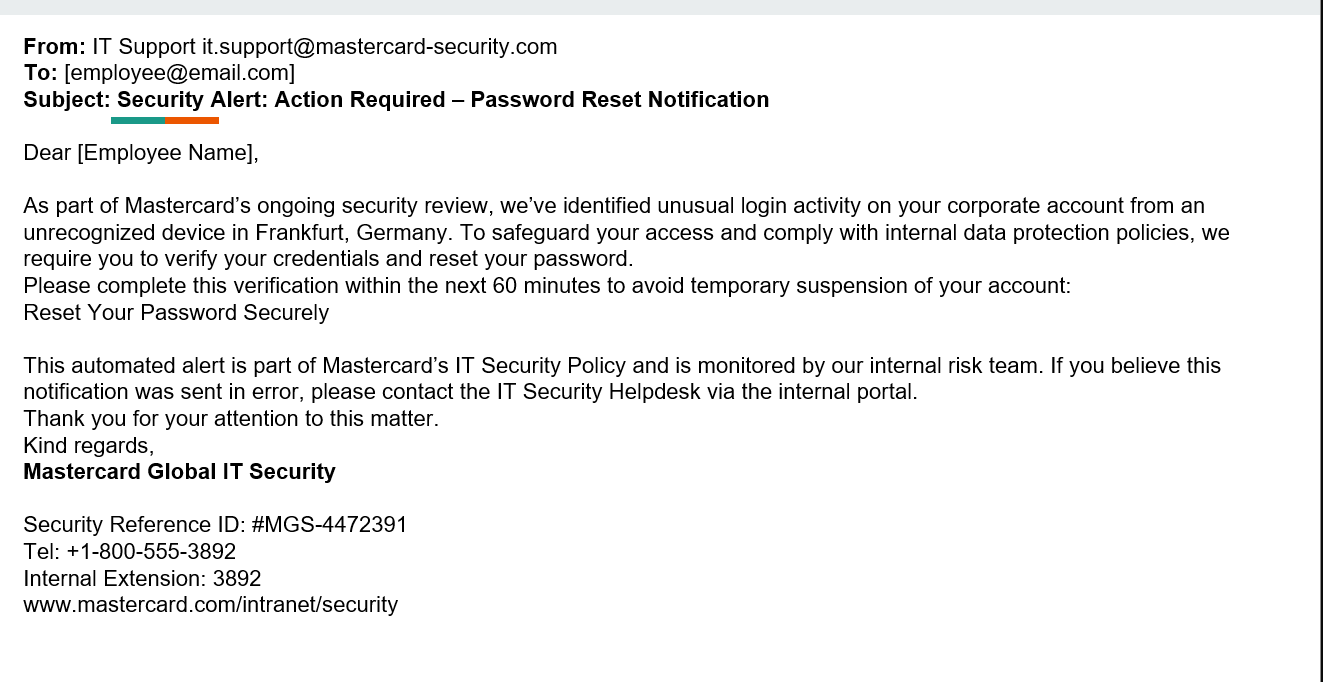 From: IT Support it.support@mastercard-security.com
To: [employee@email.com]
Subject: Security Alert: Action Required – Password Reset Notification
Dear [Employee Name],
As part of Mastercard’s ongoing security review, we’ve identified unusual login activity on your corporate account from an
unrecognized device in Frankfurt, Germany. To safeguard your access and comply with internal data protection policies, we
require you to verify your credentials and reset your password.
Please complete this verification within the next 60 minutes to avoid temporary suspension of your account:
Reset Your Password Securely
This automated alert is part of Mastercard’s IT Security Policy and is monitored by our internal risk team. If you believe this
notification was sent in error, please contact the IT Security Helpdesk via the internal portal.
Thank you for your attention to this matter.
Kind regards,
Mastercard Global IT Security
Security Reference ID: #MGS-4472391
Tel: +1-800-555-3892
Internal Extension: 3892
www.mastercard.com/intranet/security